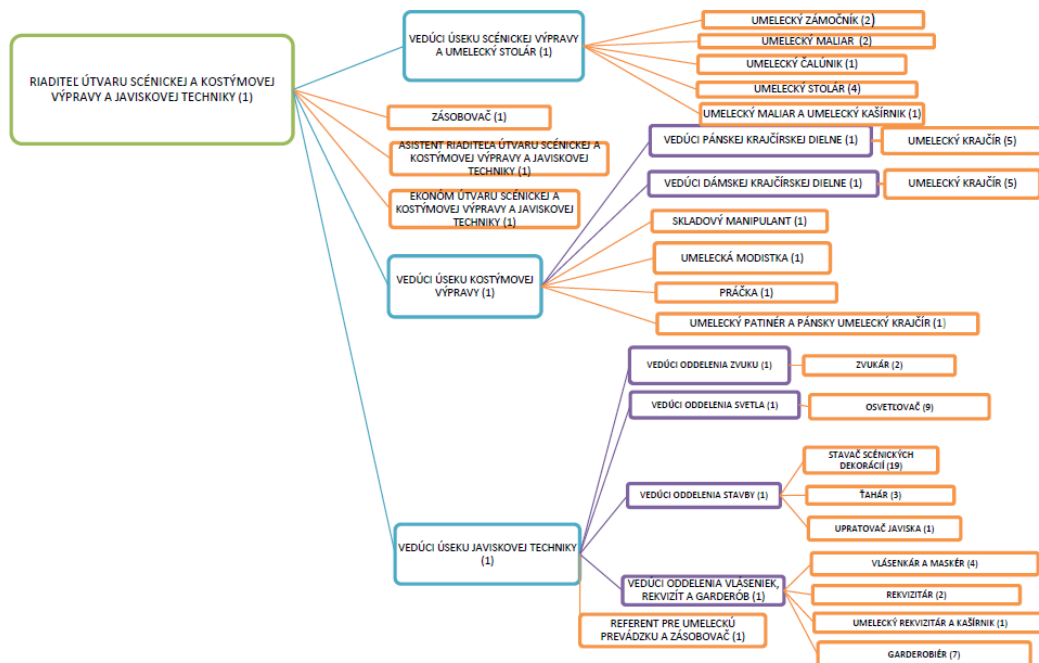 RIADITEĽ ÚTVARU SCÉNICKEJ A KOSTÝMOVEJ
VÝPRAVY A JAVISKOVEJ TECHNIKY (1)
VEDÚCI ÚSEKU SCÉNICKEJ VÝPRAVY
A UMELECKÝ STOLÁR (1)
UMELECKÝ ZÁMOČNÍK (2)
UMELECKÝ MALIAR (2)
UMELECKÝ ČALÚNIK (1)
UMELECKÝ STOLÁR (4)
UMELECKÝ MALIAR A UMELECKÝ KAŠÍRNIK (1)
ZÁSOBOVAČ (1)
ASISTENT RIADITEĽA ÚTVARU SCÉNICKEJ A
KOSTÝMOVEJ VÝPRAVY A JAVISKOVEJ
TECHNIKY (1)
EKONÓM ÚTVARU SCÉNICKEJ A
KOSTÝMOVEJ VÝPRAVY A JAVISKOVEJ
TECHNIKY (1)
VEDÚCI ÚSEKU KOSTÝMOVEJ
VÝPRAVY (1)
VEDÚCI PÁNSKEJ KRAJČÍRSKEJ DIELNE (1)
UMELECKÝ KRAJČÍR (5)
VEDÚCI DÁMSKEJ KRAJČÍRSKEJ DIELNE (1)
UMELECKÝ KRAJČÍR (5)
SKLADOVÝ MANIPULANT (1)
UMELECKÁ MODISTKA (1)
PRÁČKA (1)
UMELECKÝ PATINÉR A PÁNSKY UMELECKÝ KRAJČÍR (1)
VEDÚCI ÚSEKU JAVISKOVEJ TECHNIKY
(1)
VEDÚCI ODDELENIA ZVUKU (1)
ZVUKÁR (2)
VEDÚCI ODDELENIA SVETLA (1)
OSVETĽOVAČ (9)
VEDÚCI ODDELENIA STAVBY (1)
STAVAČ SCÉNICKÝCH
DEKORÁCIÍ (19)
ŤAHÁR (3)
UPRATOVAČ JAVISKA (1)
VEDÚCI ODDELENIA VLÁSENIEK,
REKVIZÍT A GARDERÓB (1)
VLÁSENKÁR A MASKÉR (4)
REKVIZITÁR (2)
UMELECKÝ REKVIZITÁR A KAŠÍRNIK (1)
GARDEROBIÉR (7)
REFERENT PRE UMELECKÚ
PREVÁDZKU A ZÁSOBOVAČ (1)